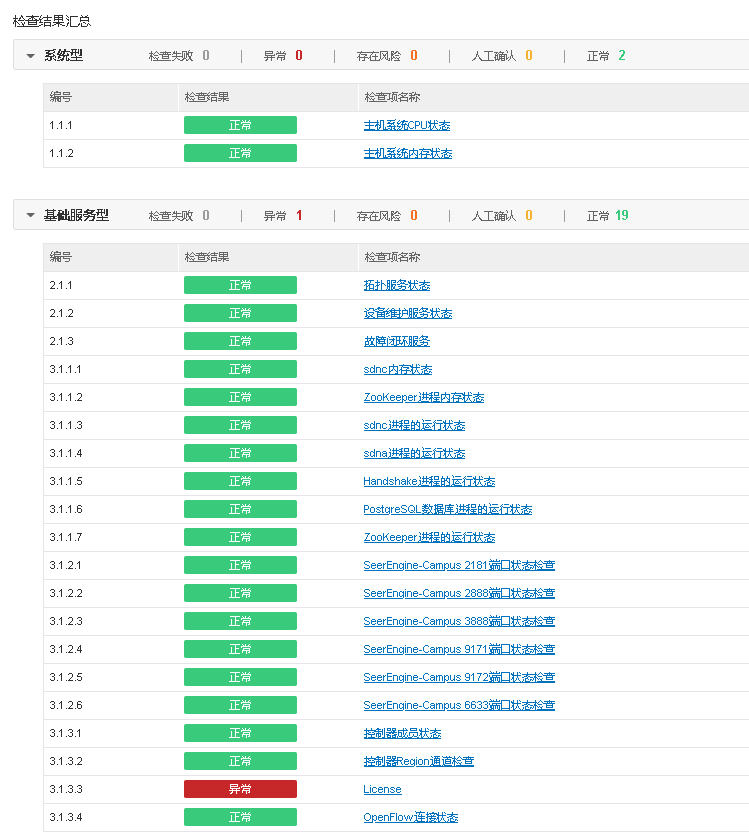 检查结果汇总
系统型 检查失败 0 | 异常 0 | 存在风险 0 | 人工确认 0 | 正常 2
编号 检查结果 检查项名称
1.1.1 正常 主机系统CPU状态
1.1.2 正常 主机系统内存状态
基础服务型 检查失败 0 | 异常 1 | 存在风险 0 | 人工确认 0 | 正常 19
编号 检查结果 检查项名称
2.1.1 正常 拓扑服务状态
2.1.2 正常 设备维护服务状态
2.1.3 正常 故障闭环服务
3.1.1.1 正常 sdnc内存状态
3.1.1.2 正常 ZooKeeper进程内存状态
3.1.1.3 正常 sdnc进程的运行状态
3.1.1.4 正常 sdna进程的运行状态
3.1.1.5 正常 Handshake进程的运行状态
3.1.1.6 正常 PostgreSQL数据库进程的运行状态
3.1.1.7 正常 ZooKeeper进程的运行状态
3.1.2.1 正常 SeerEngine-Campus 2181端口状态检查
3.1.2.2 正常 SeerEngine-Campus 2888端口状态检查
3.1.2.3 正常 SeerEngine-Campus 3888端口状态检查
3.1.2.4 正常 SeerEngine-Campus 9171端口状态检查
3.1.2.5 正常 SeerEngine-Campus 9172端口状态检查
3.1.2.6 正常 SeerEngine-Campus 6633端口状态检查
3.1.3.1 正常 控制器成员状态
3.1.3.2 正常 控制器Region通道检查
3.1.3.3 异常 License
3.1.3.4 正常 OpenFlow连接状态